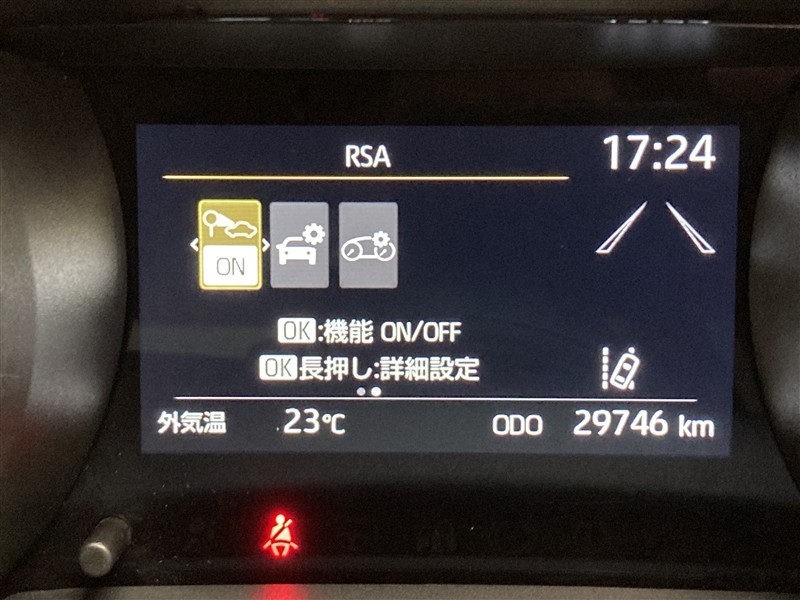 RSA
17:24
ON
OK:機能 ON/OFF
OK長押し:詳細設定
外気温 23℃ ODO 29746 km